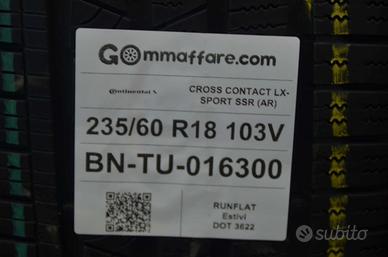 GOmmaffare.com
Continental
CROSS CONTACT LX-
SPORT SSR (AR)
235/60 R18 103V
BN-TU-016300
RUNFLAT
Estivi
DOT 3622
subito